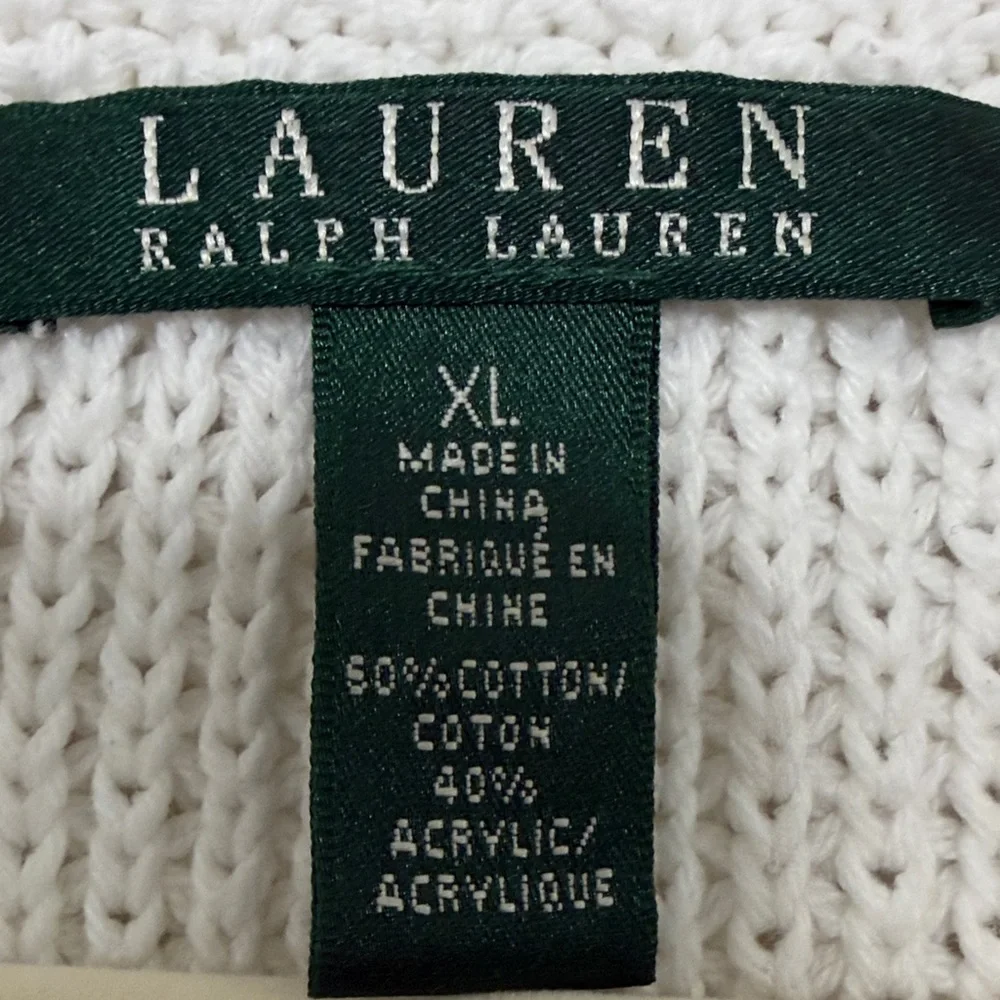 LAUREN
RALPH LAUREN
XL
MADE IN
CHINA
FABRIQUÉ EN
CHINE
60% COTTON/
COTON
40%
ACRYLIC/
ACRYLIQUE